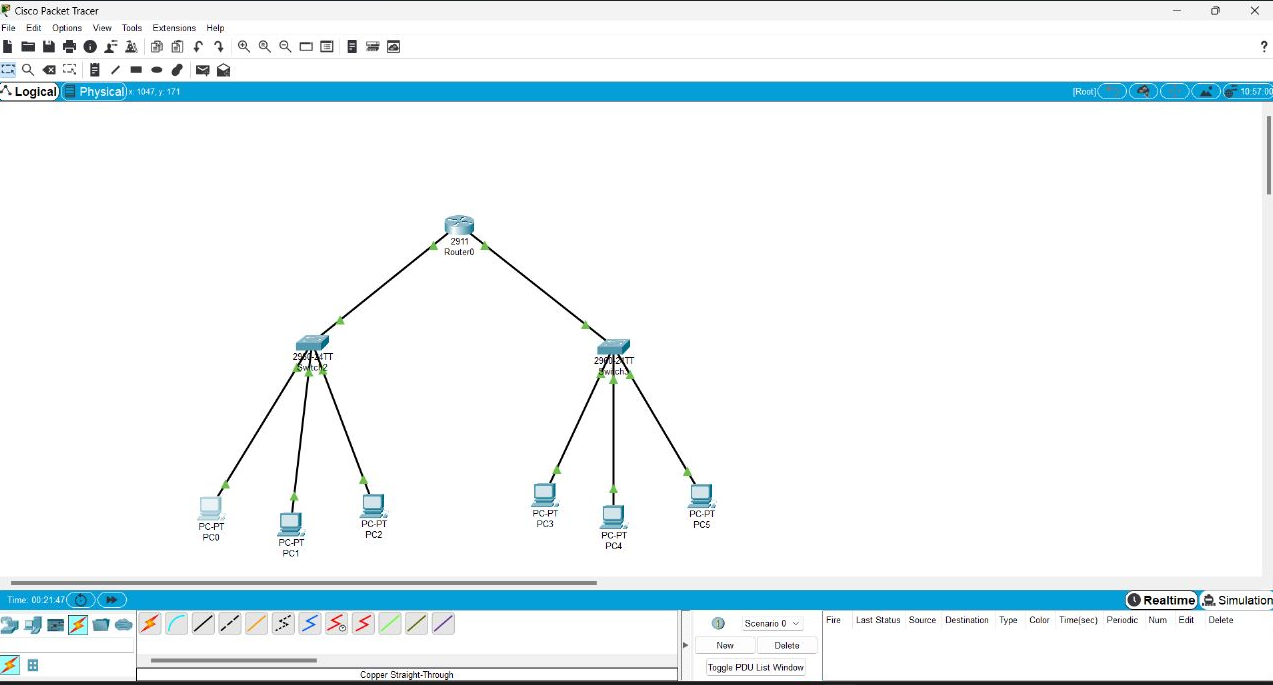 Cisco Packet Tracer
File Edit Options View Tools Extensions Help
?
Logical Physical x: 1047, y: 171 [Root] 10:57:00
2911
Router0
2960-24TT
Switch2
2960-24TT
Switch3
PC-PT
PC0
PC-PT
PC1
PC-PT
PC2
PC-PT
PC3
PC-PT
PC4
PC-PT
PC5
Time: 00:21:47 Realtime Simulation
Copper Straight-Through
1 Scenario 0
New Delete
Toggle PDU List Window
Fire Last Status Source Destination Type Color Time(sec) Periodic Num Edit Delete